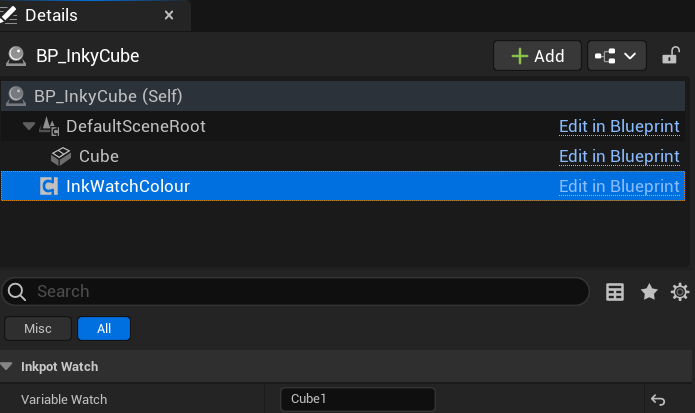 Details
BP_InkyCube
Add
BP_InkyCube (Self)
DefaultSceneRoot Edit in Blueprint
Cube Edit in Blueprint
InkWatchColour Edit in Blueprint
Search
Misc All
Inkpot Watch
Variable Watch Cube1